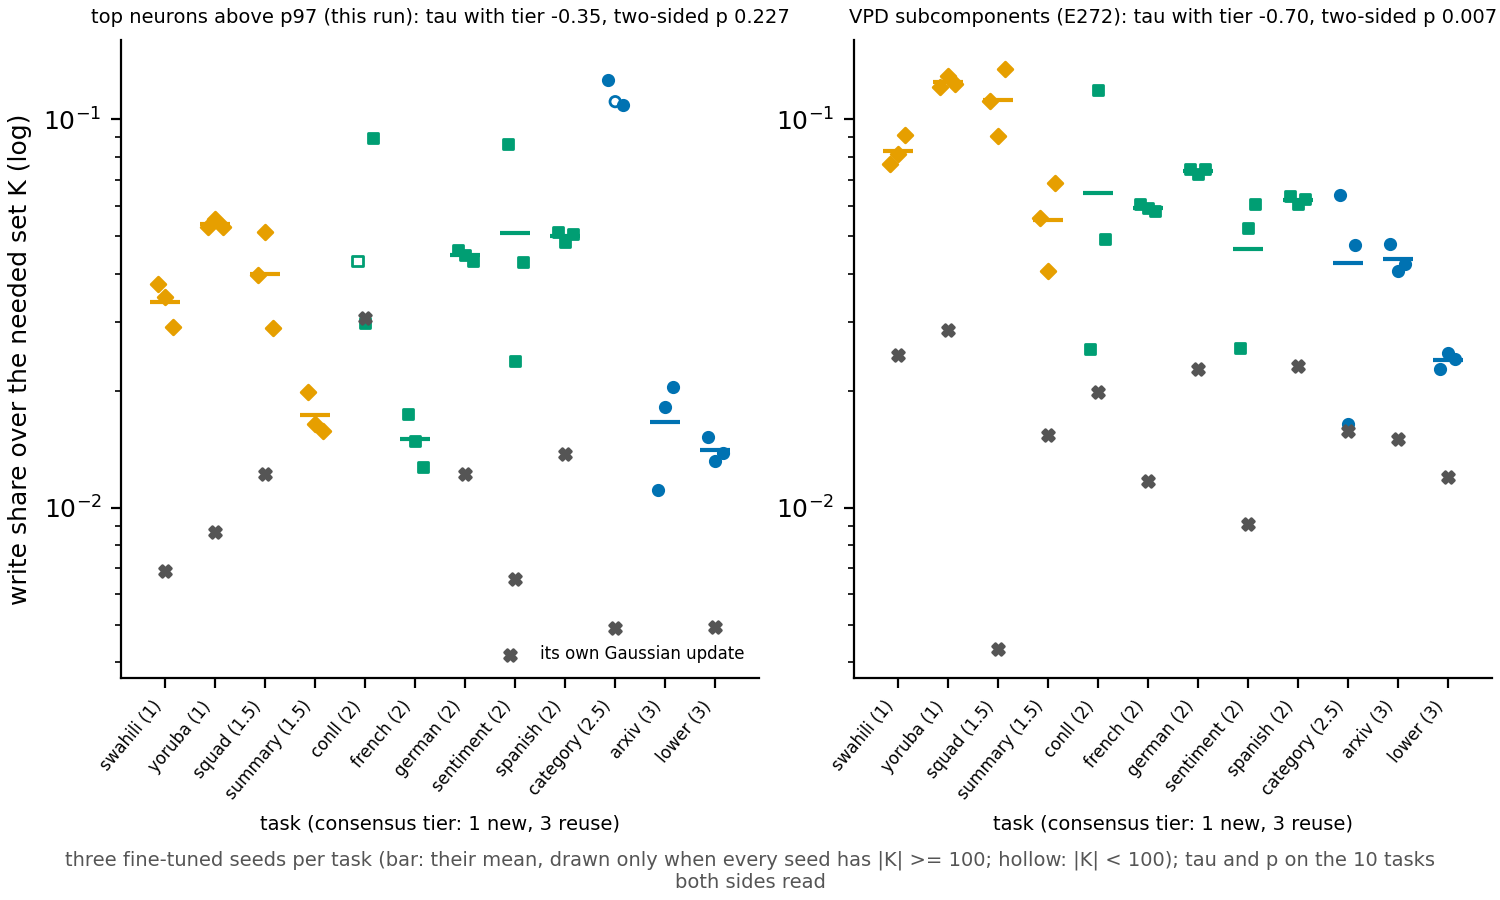 top neurons above p97 (this run): tau with tier -0.35, two-sided p 0.227
VPD subcomponents (E272): tau with tier -0.70, two-sided p 0.007
write share over the needed set K (log)
10⁻¹
10⁻²
10⁻¹
10⁻²
its own Gaussian update
swahili (1)
yoruba (1)
squad (1.5)
summary (1.5)
conll (2)
french (2)
german (2)
sentiment (2)
spanish (2)
category (2.5)
arxiv (3)
lower (3)
swahili (1)
yoruba (1)
squad (1.5)
summary (1.5)
conll (2)
french (2)
german (2)
sentiment (2)
spanish (2)
category (2.5)
arxiv (3)
lower (3)
task (consensus tier: 1 new, 3 reuse)
task (consensus tier: 1 new, 3 reuse)
three fine-tuned seeds per task (bar: their mean, drawn only when every seed has |K| >= 100; hollow: |K| < 100); tau and p on the 10 tasks
both sides read